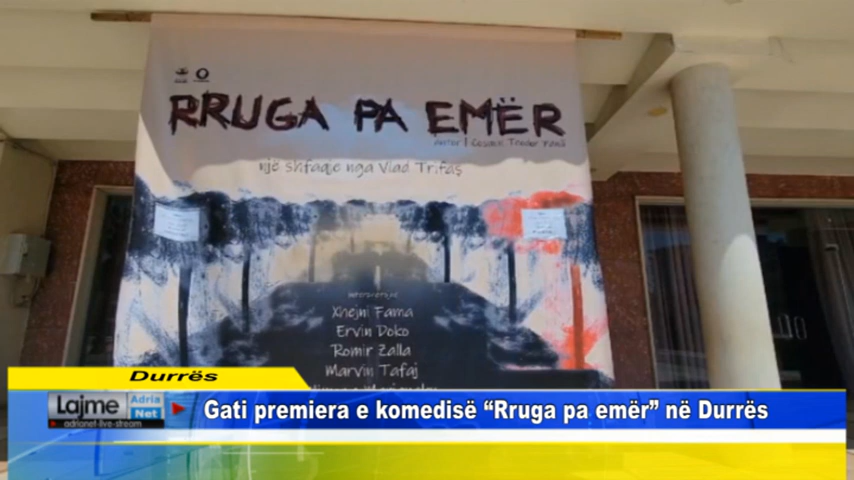 RRUGA PA EMËR
një shfaqje nga Vlad Trifaş
Xhejni Fama
Ervin Doko
Romir Zalla
Marvin Tafaj
Durrës
Lajme
Adria
Net
adrianet-live-stream
Gati premiera e komedisë “Rruga pa emër” në Durrës